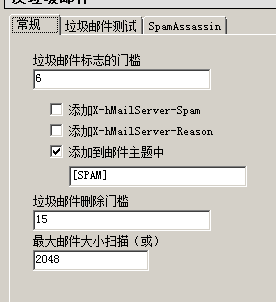 常规 垃圾邮件测试 SpamAssassin
垃圾邮件标志的门槛
6
添加X-hMailServer-Spam
添加X-hMailServer-Reason
添加到邮件主题中
[SPAM]
垃圾邮件删除门槛
15
最大邮件大小扫描（或）
2048